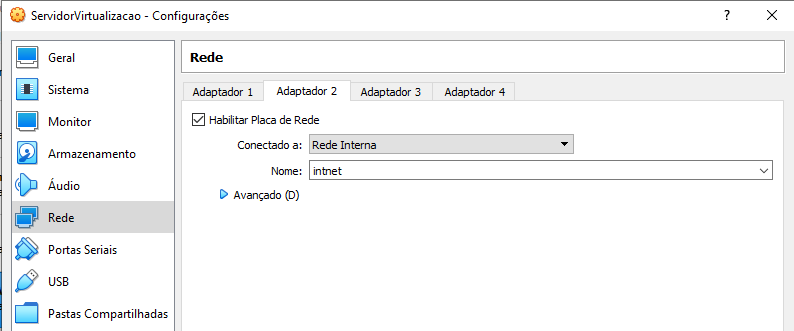 ServidorVirtualizacao - Configurações
?
Geral
Sistema
Monitor
Armazenamento
Áudio
Rede
Portas Seriais
USB
Pastas Compartilhadas
Rede
Adaptador 1 Adaptador 2 Adaptador 3 Adaptador 4
Habilitar Placa de Rede
Conectado a: Rede Interna
Nome: intnet
Avançado (D)